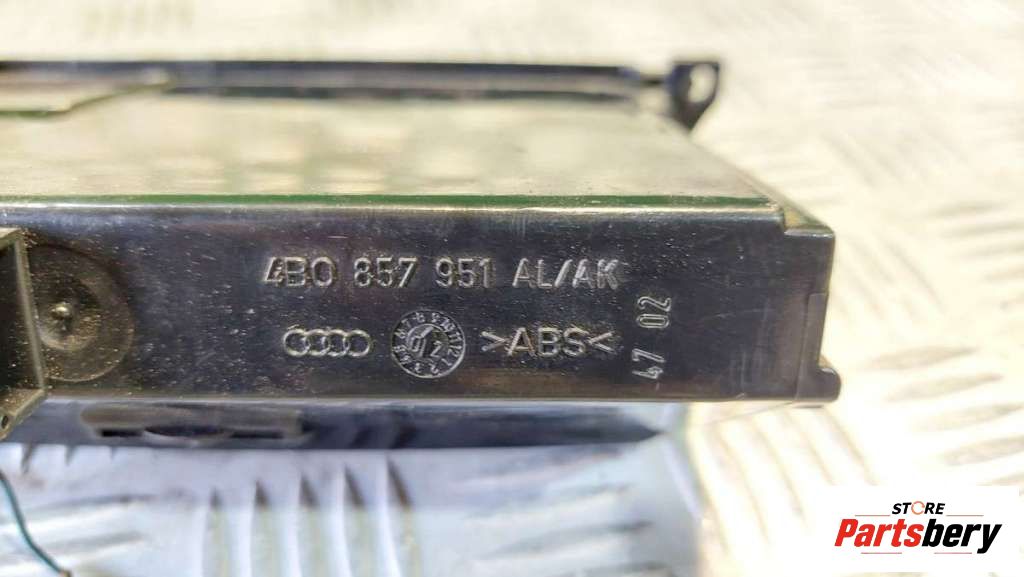 4B0 857 951 AL/AK
>ABS<
47 02
STORE
Partsbery